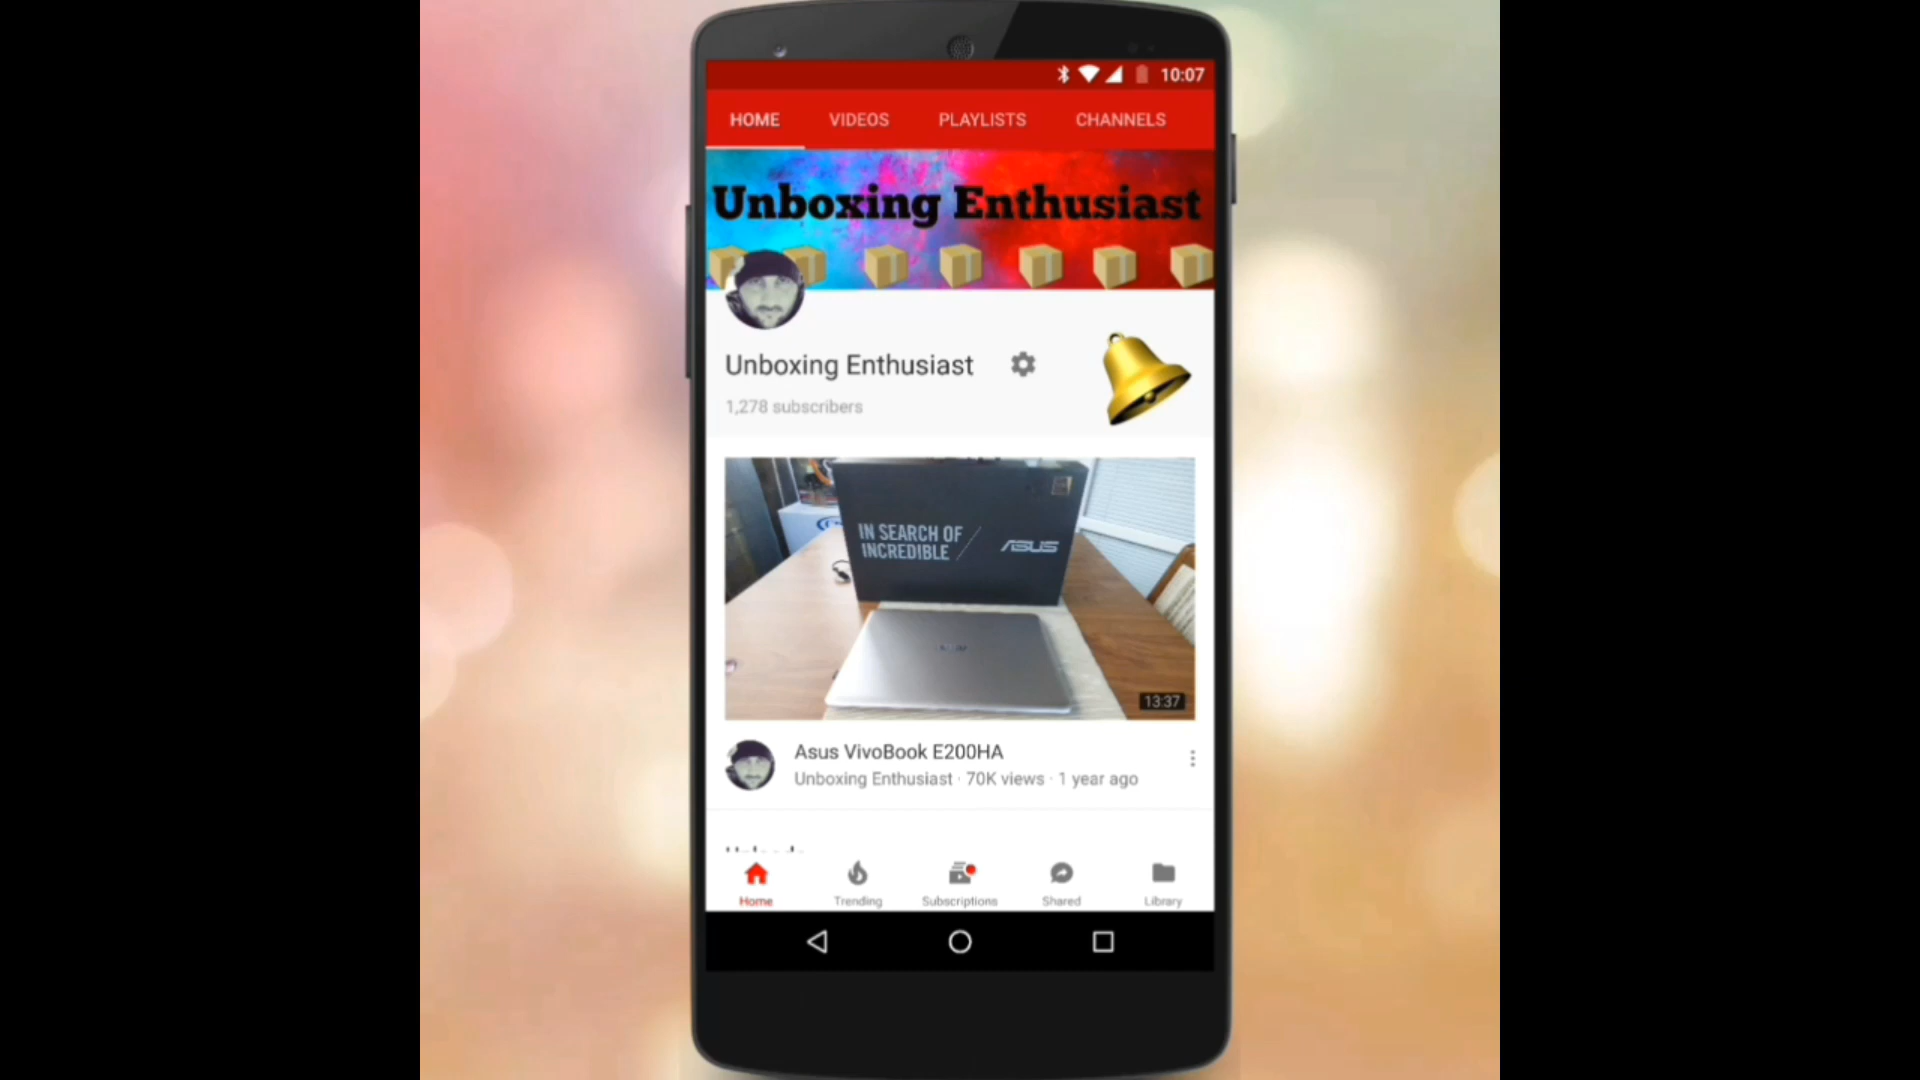 10:07
HOME VIDEOS PLAYLISTS CHANNELS
Unboxing Enthusiast
Unboxing Enthusiast
1,278 subscribers
IN SEARCH OF
INCREDIBLE
ASUS
13:37
Asus VivoBook E200HA
Unboxing Enthusiast · 70K views · 1 year ago
Home Trending Subscriptions Shared Library